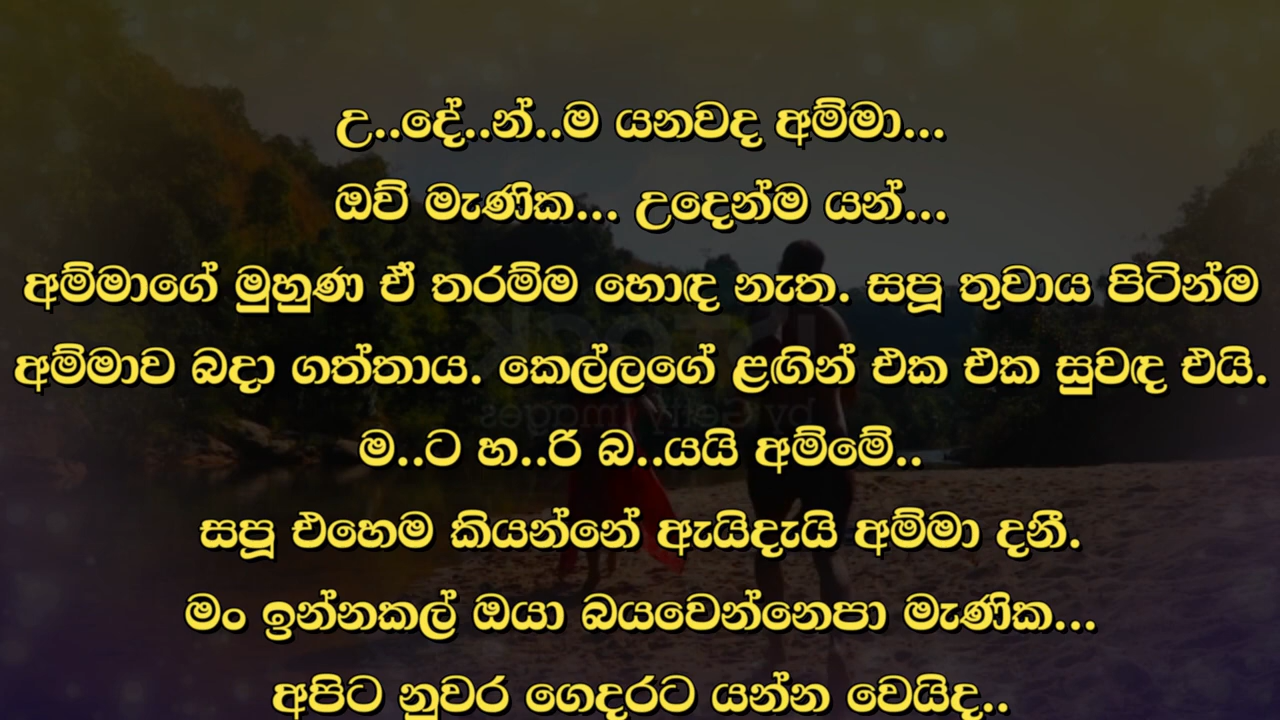 උ..දේ..න්..ම යනවද අම්මා...
ඔව් මැණික... උදෙන්ම යන්...
අම්මාගේ මුහුණ ඒ තරම්ම හොඳ නැත. සපූ තුවාය පිටින්ම
අම්මාව බදා ගත්තාය. කෙල්ලගේ ළඟින් එක එක සුවඳ එයි.
ම..ට හ..රි බ..යයි අම්මේ..
සපූ එහෙම කියන්නේ ඇයිදැයි අම්මා දනී.
මං ඉන්නකල් ඔයා බයවෙන්නෙපා මැණික...
අපිට නුවර ගෙදරට යන්න වෙයිද..